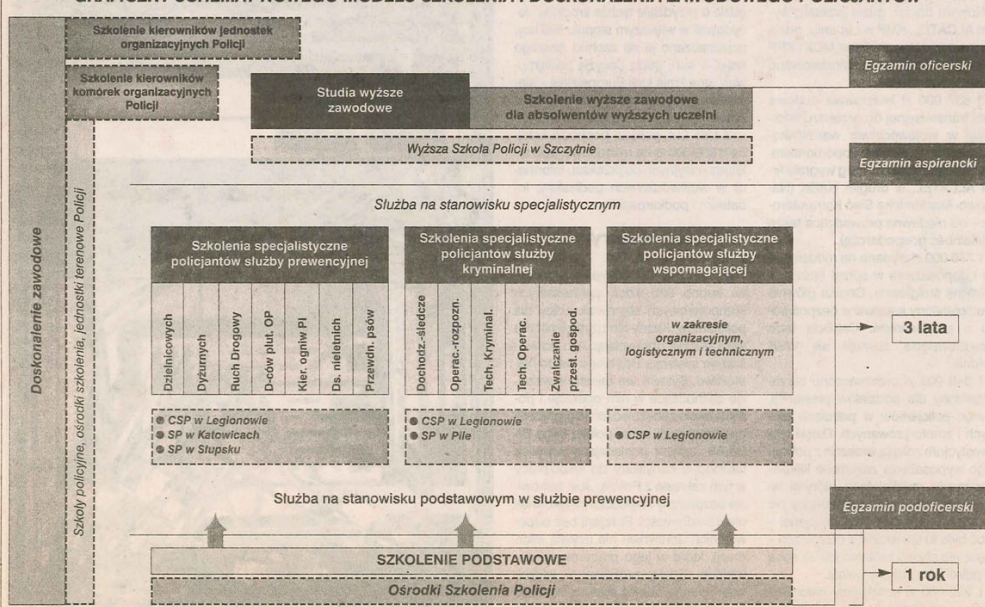 GRAFICZNY SCHEMAT NOWEGO MODELU SZKOLENIA I DOSKONALENIA ZAWODOWEGO POLICJANTÓW
Szkolenie kierowników jednostek
organizacyjnych Policji
Szkolenie kierowników
komórek organizacyjnych
Policji
Doskonalenie zawodowe
Szkoły policyjne, ośrodki szkolenia, jednostki terenowe Policji
Studia wyższe
zawodowe
Szkolenie wyższe zawodowe
dla absolwentów wyższych uczelni
Wyższa Szkoła Policji w Szczytnie
Egzamin oficerski
Egzamin aspirancki
Służba na stanowisku specjalistycznym
Szkolenia specjalistyczne
policjantów służby prewencyjnej
Dzielnicowych
Dyżurnych
Ruch Drogowy
D-ców plut. OP
Kier. ogniw PI
Ds. nieletnich
Przewdn. psów
CSP w Legionowie
SP w Katowicach
SP w Słupsku
Szkolenia specjalistyczne
policjantów służby
kryminalnej
Dochodz.-śledcze
Operac.-rozpozn.
Tech. Kryminal.
Tech. Operac.
Zwalczanie
przest. gospod.
CSP w Legionowie
SP w Pile
Szkolenia specjalistyczne
policjantów służby
wspomagającej
w zakresie
organizacyjnym,
logistycznym i technicznym
CSP w Legionowie
3 lata
Służba na stanowisku podstawowym w służbie prewencyjnej
Egzamin podoficerski
SZKOLENIE PODSTAWOWE
Ośrodki Szkolenia Policji
1 rok